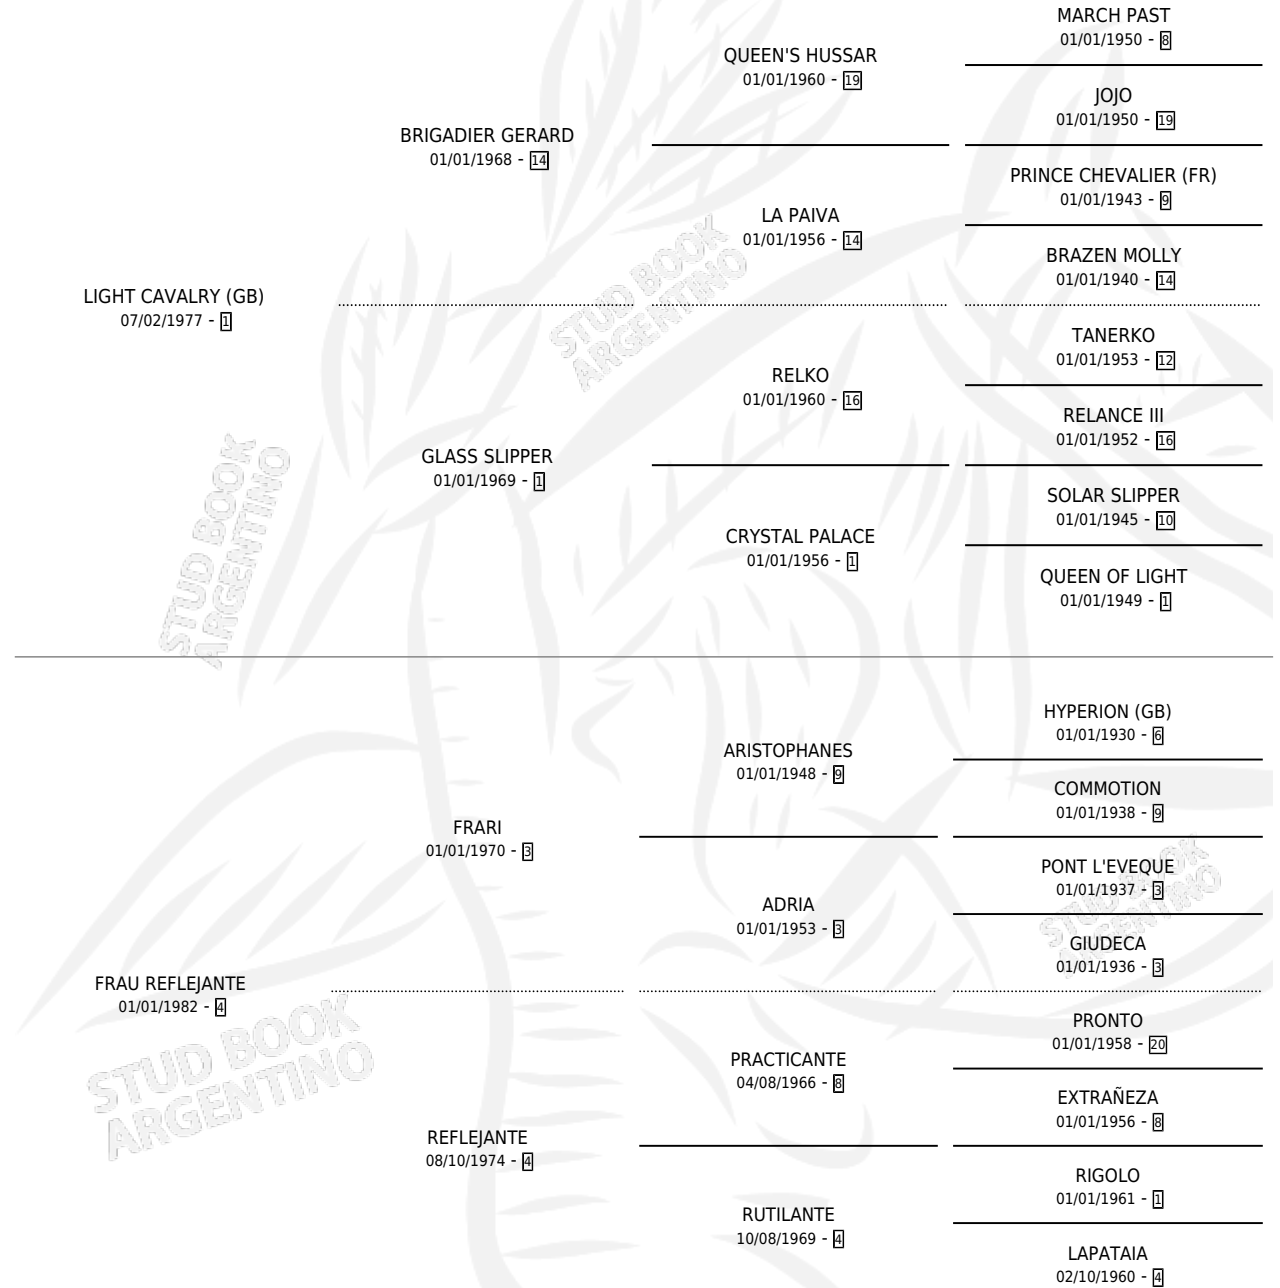 MARCH PAST
01/01/1950 - 8
QUEEN'S HUSSAR
01/01/1960 - 19
JOJO
01/01/1950 - 19
BRIGADIER GERARD
01/01/1968 - 14
PRINCE CHEVALIER (FR)
01/01/1943 - 9
LA PAIVA
01/01/1956 - 14
BRAZEN MOLLY
01/01/1940 - 14
LIGHT CAVALRY (GB)
07/02/1977 - 1
TANERKO
01/01/1953 - 12
RELKO
01/01/1960 - 16
RELANCE III
01/01/1952 - 16
GLASS SLIPPER
01/01/1969 - 1
SOLAR SLIPPER
01/01/1945 - 10
CRYSTAL PALACE
01/01/1956 - 1
QUEEN OF LIGHT
01/01/1949 - 1
HYPERION (GB)
01/01/1930 - 6
ARISTOPHANES
01/01/1948 - 9
COMMOTION
01/01/1938 - 9
FRARI
01/01/1970 - 3
PONT L'EVEQUE
01/01/1937 - 3
ADRIA
01/01/1953 - 3
GIUDECA
01/01/1936 - 3
FRAU REFLEJANTE
01/01/1982 - 4
PRONTO
01/01/1958 - 20
PRACTICANTE
04/08/1966 - 8
EXTRAÑEZA
01/01/1956 - 8
REFLEJANTE
08/10/1974 - 4
RIGOLO
01/01/1961 - 1
RUTILANTE
10/08/1969 - 4
LAPATAIA
02/10/1960 - 4
STUD BOOK
ARGENTINO
STUD BOOK
ARGENTINO
STUD BOOK
ARGENTINO
STUD BOOK
ARGENTINO